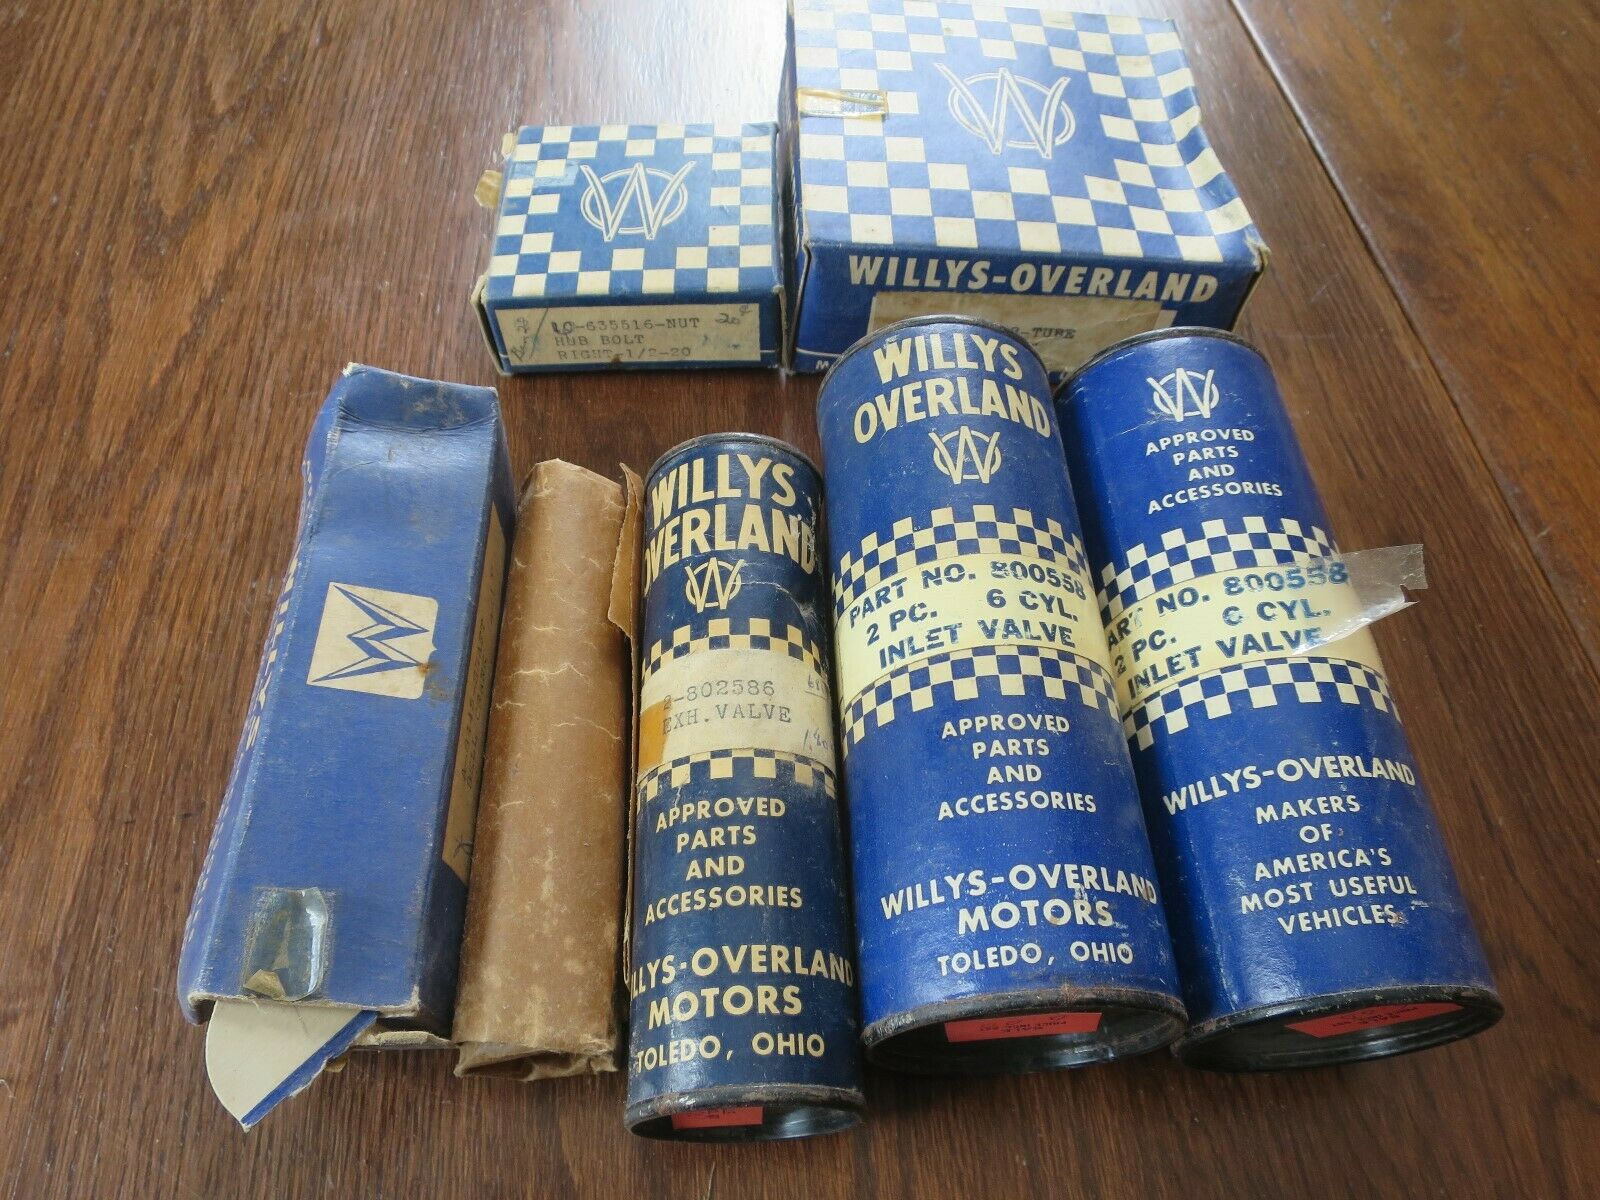 W
10-635516-NUT 20¢
HUB BOLT
RIGHT-1/2-20
W
WILLYS-OVERLAND
-TUBE
WILLYS
OVERLAND
W
2-802586
EXH. VALVE
APPROVED
PARTS
AND
ACCESSORIES
ILLYS-OVERLAND
MOTORS
TOLEDO, OHIO
WILLYS
OVERLAND
W
PART NO. 800558
2 PC. 6 CYL.
INLET VALVE
APPROVED
PARTS
AND
ACCESSORIES
WILLYS-OVERLAND
MOTORS
TOLEDO, OHIO
W
APPROVED
PARTS
AND
ACCESSORIES
ART NO. 800558
2 PC. 6 CYL.
INLET VALVE
WILLYS-OVERLAND
MAKERS
OF
AMERICA'S
MOST USEFUL
VEHICLES